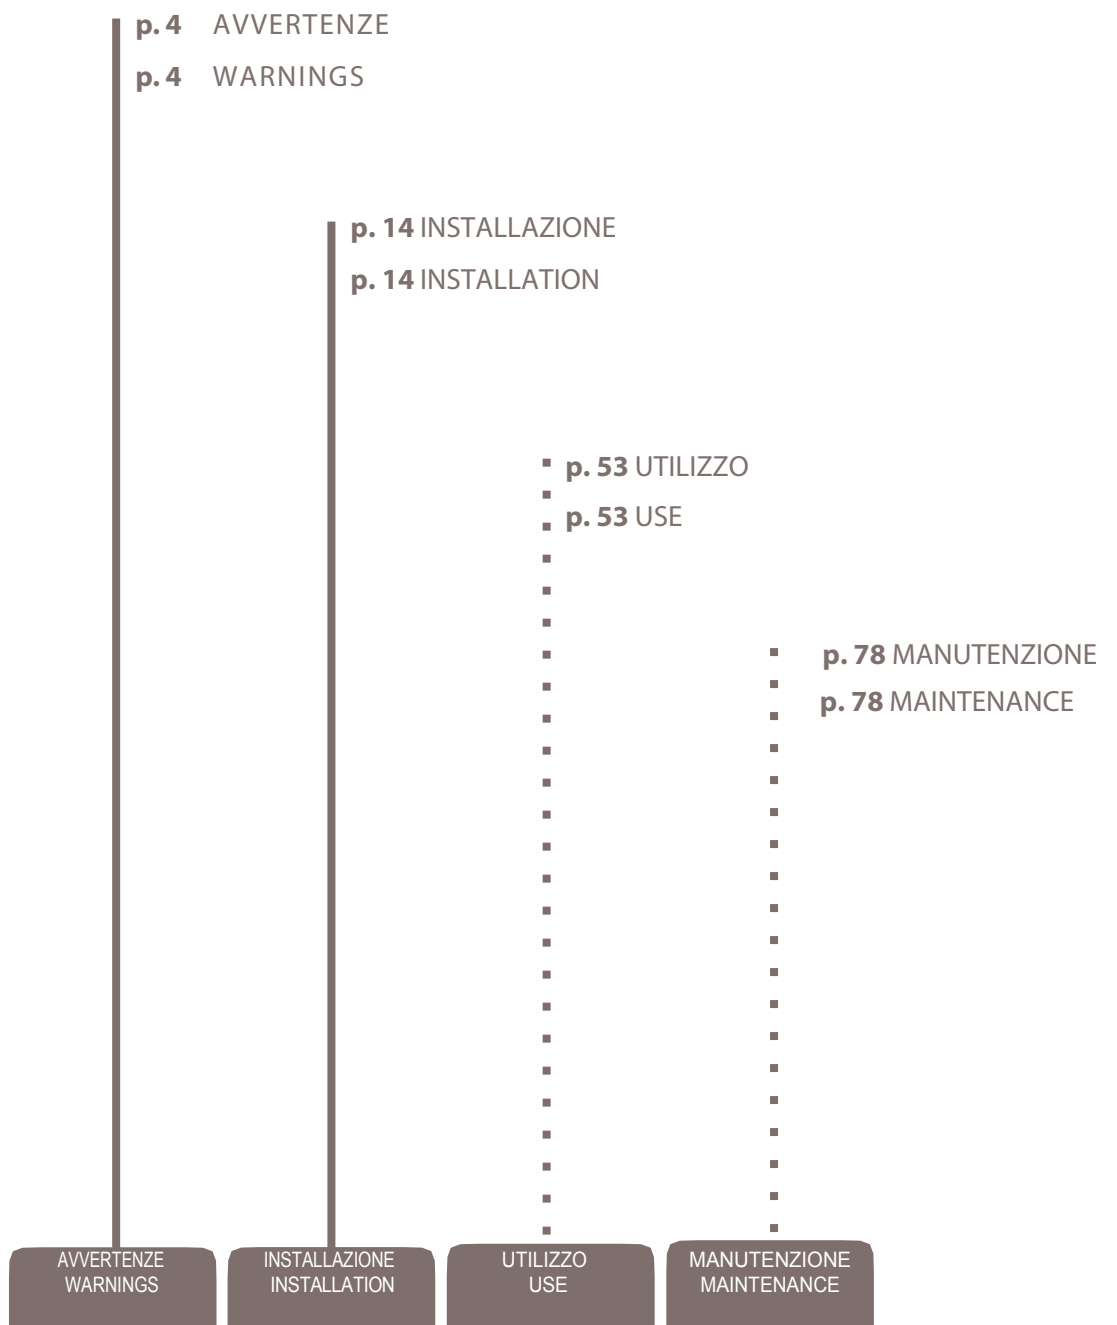 p. 4 AVVERTENZE
p. 4 WARNINGS
p. 14 INSTALLAZIONE
p. 14 INSTALLATION
p. 53 UTILIZZO
p. 53 USE
p. 78 MANUTENZIONE
p. 78 MAINTENANCE
AVVERTENZE
WARNINGS
INSTALLAZIONE
INSTALLATION
UTILIZZO
USE
MANUTENZIONE
MAINTENANCE